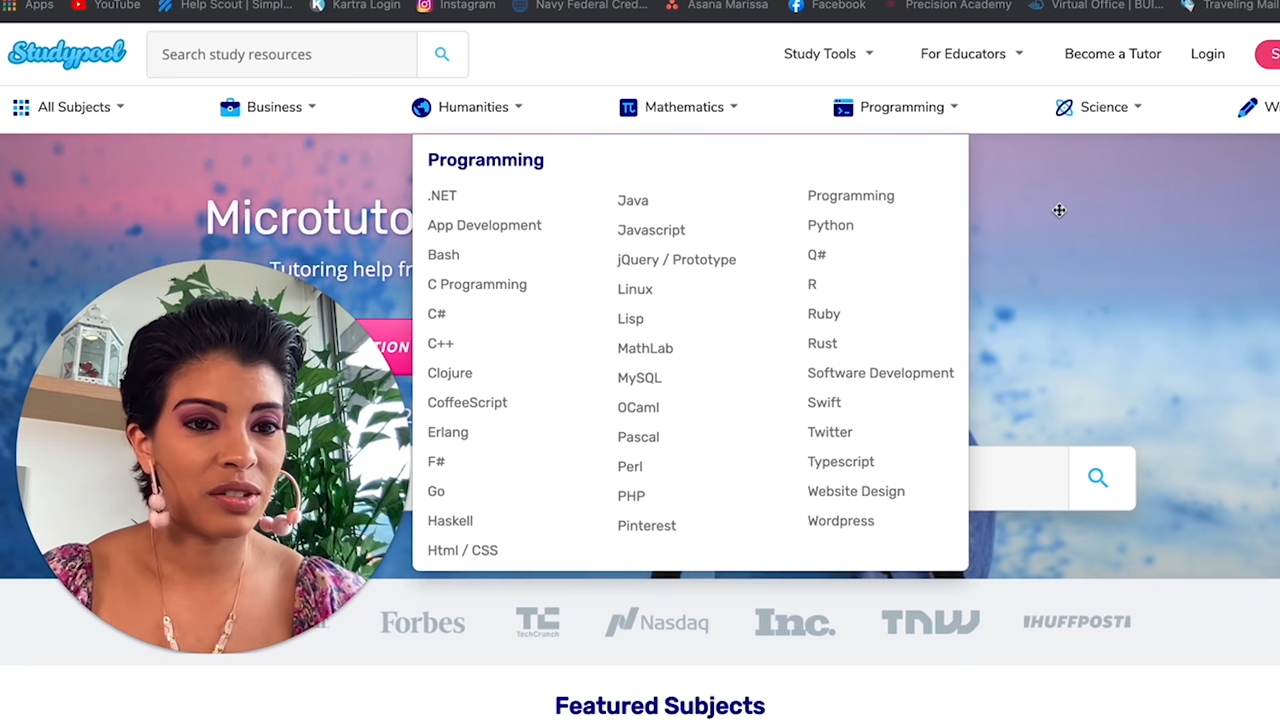 Apps YouTube Help Scout | Simpl... Kartra Login Instagram Navy Federal Cred... Asana Marissa Facebook Precision Academy Virtual Office | BUI... Traveling Mail
Studypool Search study resources Study Tools For Educators Become a Tutor Login S
All Subjects Business Humanities Mathematics Programming Science W
Programming
.NET Java Programming
App Development Javascript Python
Bash jQuery / Prototype Q#
C Programming Linux R
C# Lisp Ruby
C++ MathLab Rust
Clojure MySQL Software Development
CoffeeScript OCaml Swift
Erlang Pascal Twitter
F# Perl Typescript
Go PHP Website Design
Haskell Pinterest Wordpress
Html / CSS
Microtuto
Tutoring help fr
TION
Forbes TC TechCrunch Nasdaq Inc. TNW HUFFPOST
Featured Subjects